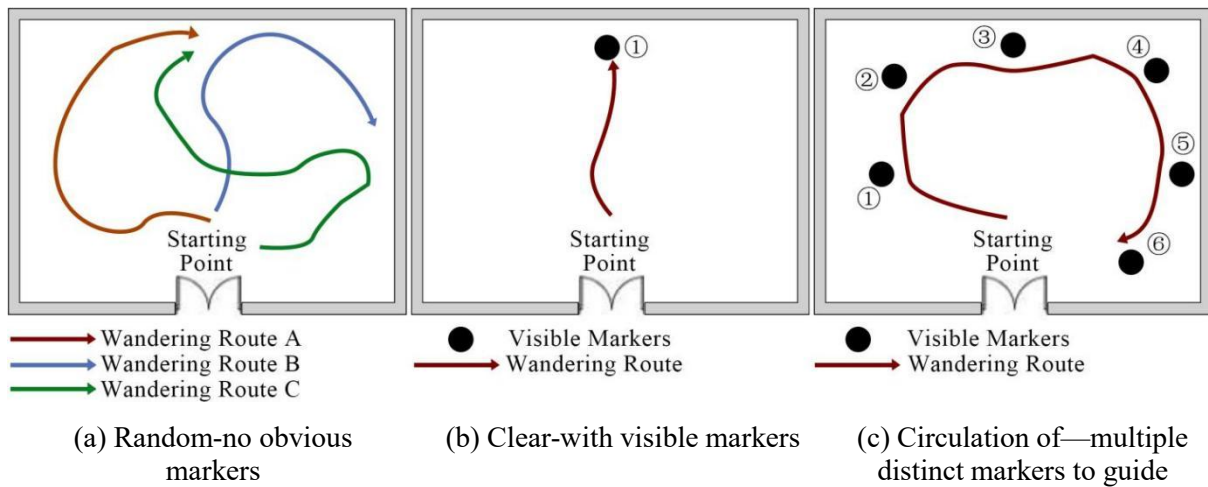 Starting
Point
Wandering Route A
Wandering Route B
Wandering Route C
(a) Random-no obvious
markers
①
Starting
Point
Visible Markers
Wandering Route
(b) Clear-with visible markers
③
④
②
⑤
①
Starting
Point
⑥
Visible Markers
Wandering Route
(c) Circulation of—multiple
distinct markers to guide